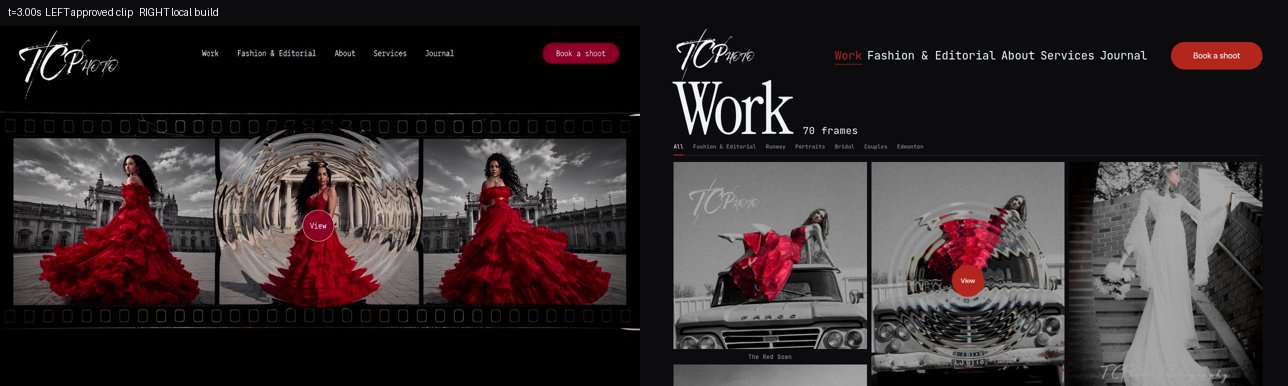 t=3.00s LEFT approved clip RIGHT local build
TCPHOTO
Work Fashion & Editorial About Services Journal
Book a shoot
View
TCPHOTO
Work Fashion & Editorial About Services Journal
Book a shoot
Work 70 frames
All Fashion & Editorial Runway Portraits Bridal Couples Edmonton
TCPHOTO
DODGE
The Red Gown
View